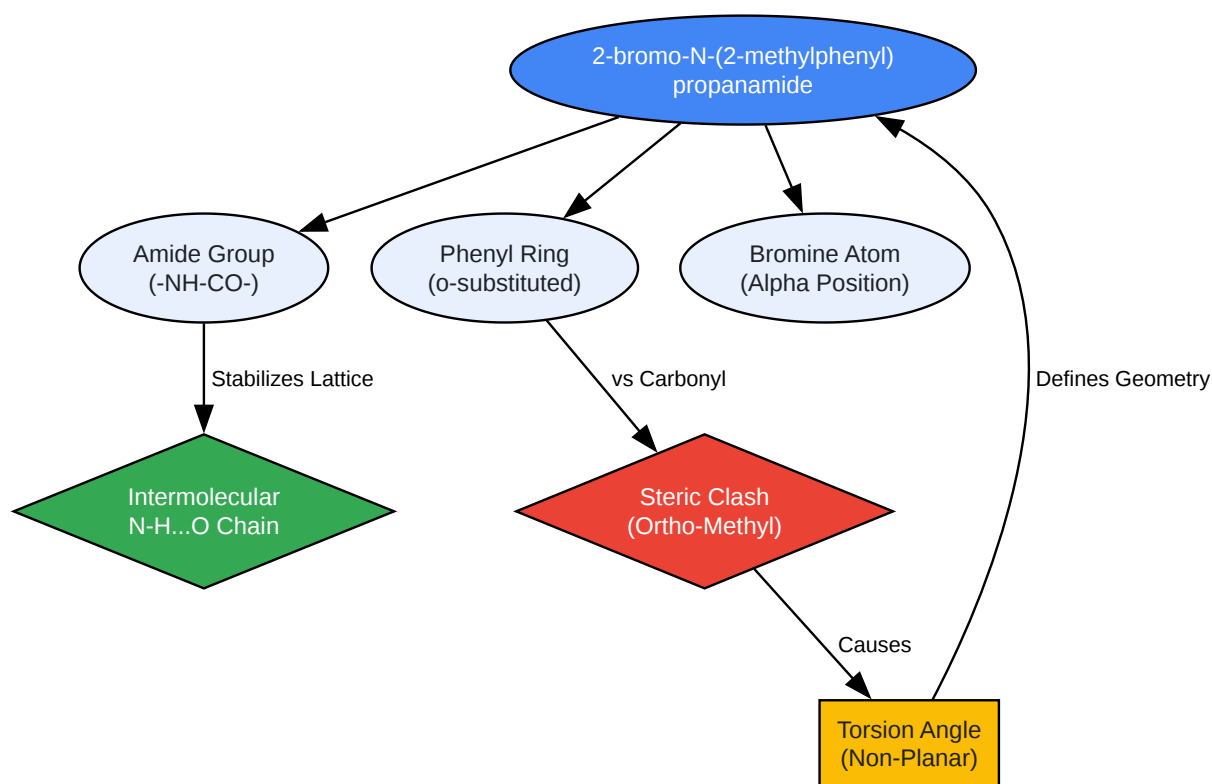 2-bromo-N-(2-methylphenyl)
propanamide
Amide Group
(-NH-CO-)
Phenyl Ring
(o-substituted)
Bromine Atom
(Alpha Position)
Stabilizes Lattice
vs Carbonyl
Defines Geometry
Intermolecular
N-H...O Chain
Steric Clash
(Ortho-Methyl)
Causes
Torsion Angle
(Non-Planar)